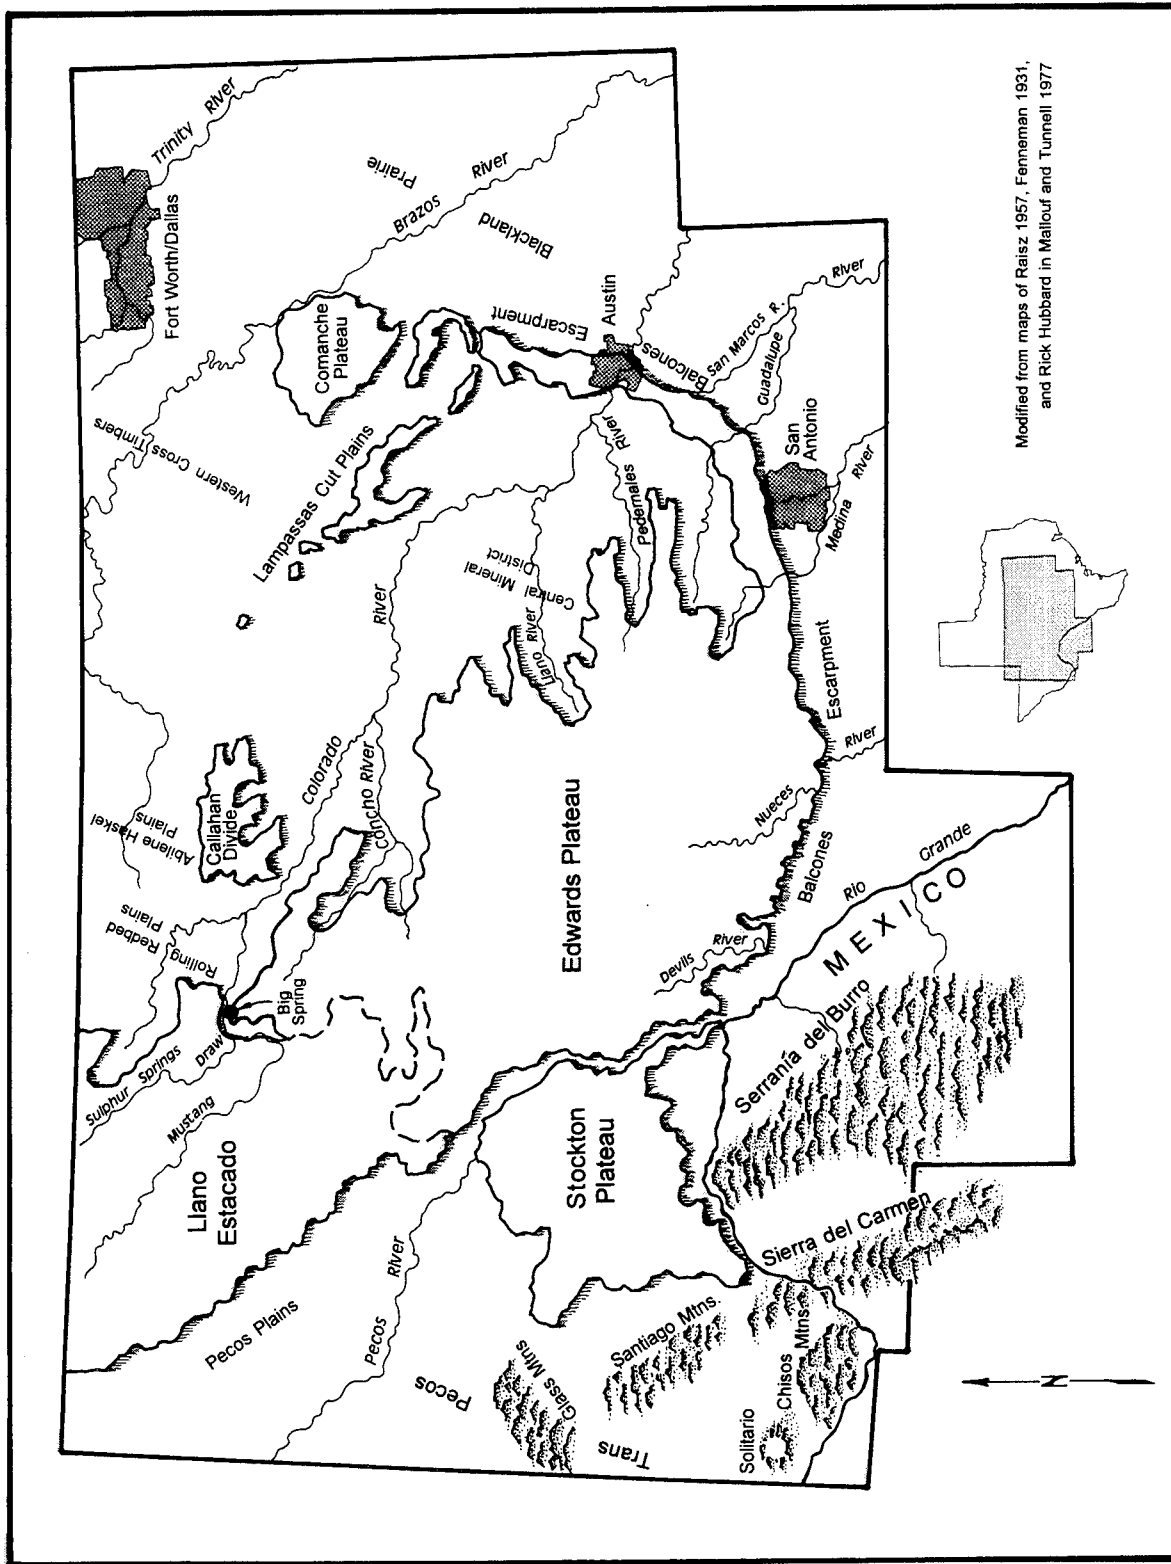 Fort Worth/Dallas
Trinity River
Prairie
Blackland
Brazos River
Comanche
Plateau
Western Cross Timbers
Lampassas Cut Plains
Escarpment
Austin
Balcones
San Marcos R.
Guadalupe
River
San
Antonio
Medina River
Pedernales River
Central Mineral
District
Llano River
River
Colorado
Concho River
Callahan
Divide
Abilene Haskel
Plains
Rolling Redbed
Plains
Big
Spring
Sulphur Springs Draw
Mustang
Llano
Estacado
Pecos Plains
Pecos River
Edwards Plateau
Stockton
Plateau
Devils River
Nueces
River
Balcones
Escarpment
Rio Grande
MEXICO
Serranía del Burro
Sierra del Carmen
Santiago Mtns.
Glass Mtns
Trans
Pecos
Chisos Mtns.
Solitario
N
Modified from maps of Raisz 1957, Fenneman 1931,
and Rick Hubbard in Mallouf and Tunnell 1977